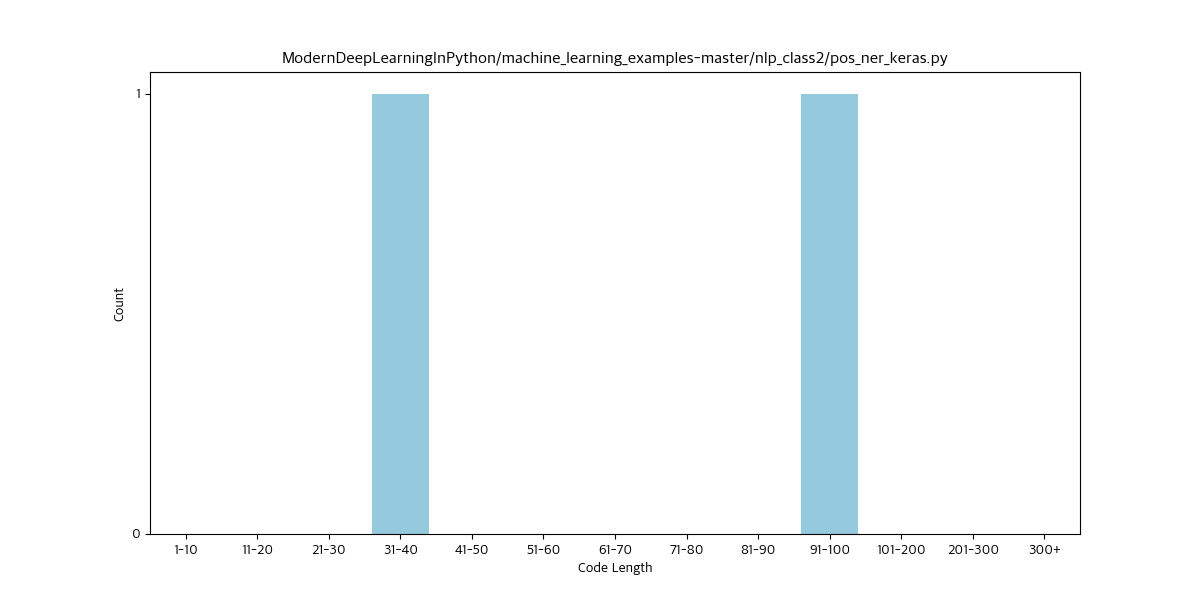 ModernDeepLearningInPython/machine_learning_examples-master/nlp_class2/pos_ner_keras.py
1
Count
0
1-10 11-20 21-30 31-40 41-50 51-60 61-70 71-80 81-90 91-100 101-200 201-300 300+
Code Length